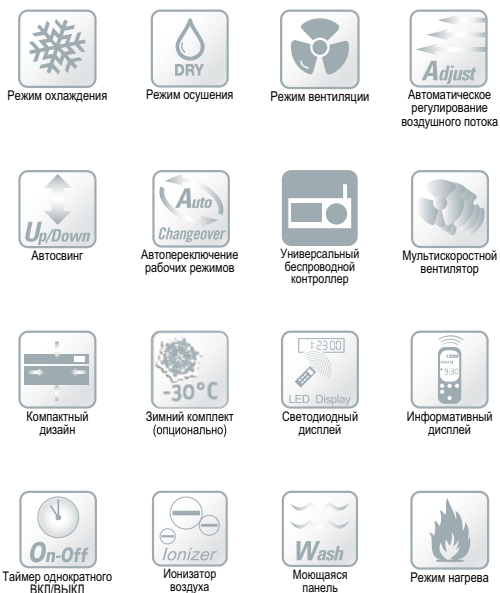 DRY
Режим охлаждения
Режим осушения
Режим вентиляции
Adjust
Автоматическое
регулирование
воздушного потока
Up/Down
Автосвинг
Auto
Changeover
Автопереключение
рабочих режимов
Универсальный
беспроводной
контроллер
Мультискоростной
вентилятор
Компактный
дизайн
-30°C
Зимний комплект
(опционально)
1:23:00
LED Display
Светодиодный
дисплей
9:30
Информативный
дисплей
On-Off
Таймер однократного
ВКЛ/ВЫКЛ
Ionizer
Ионизатор
воздуха
Wash
Моющаяся
панель
Режим нагрева